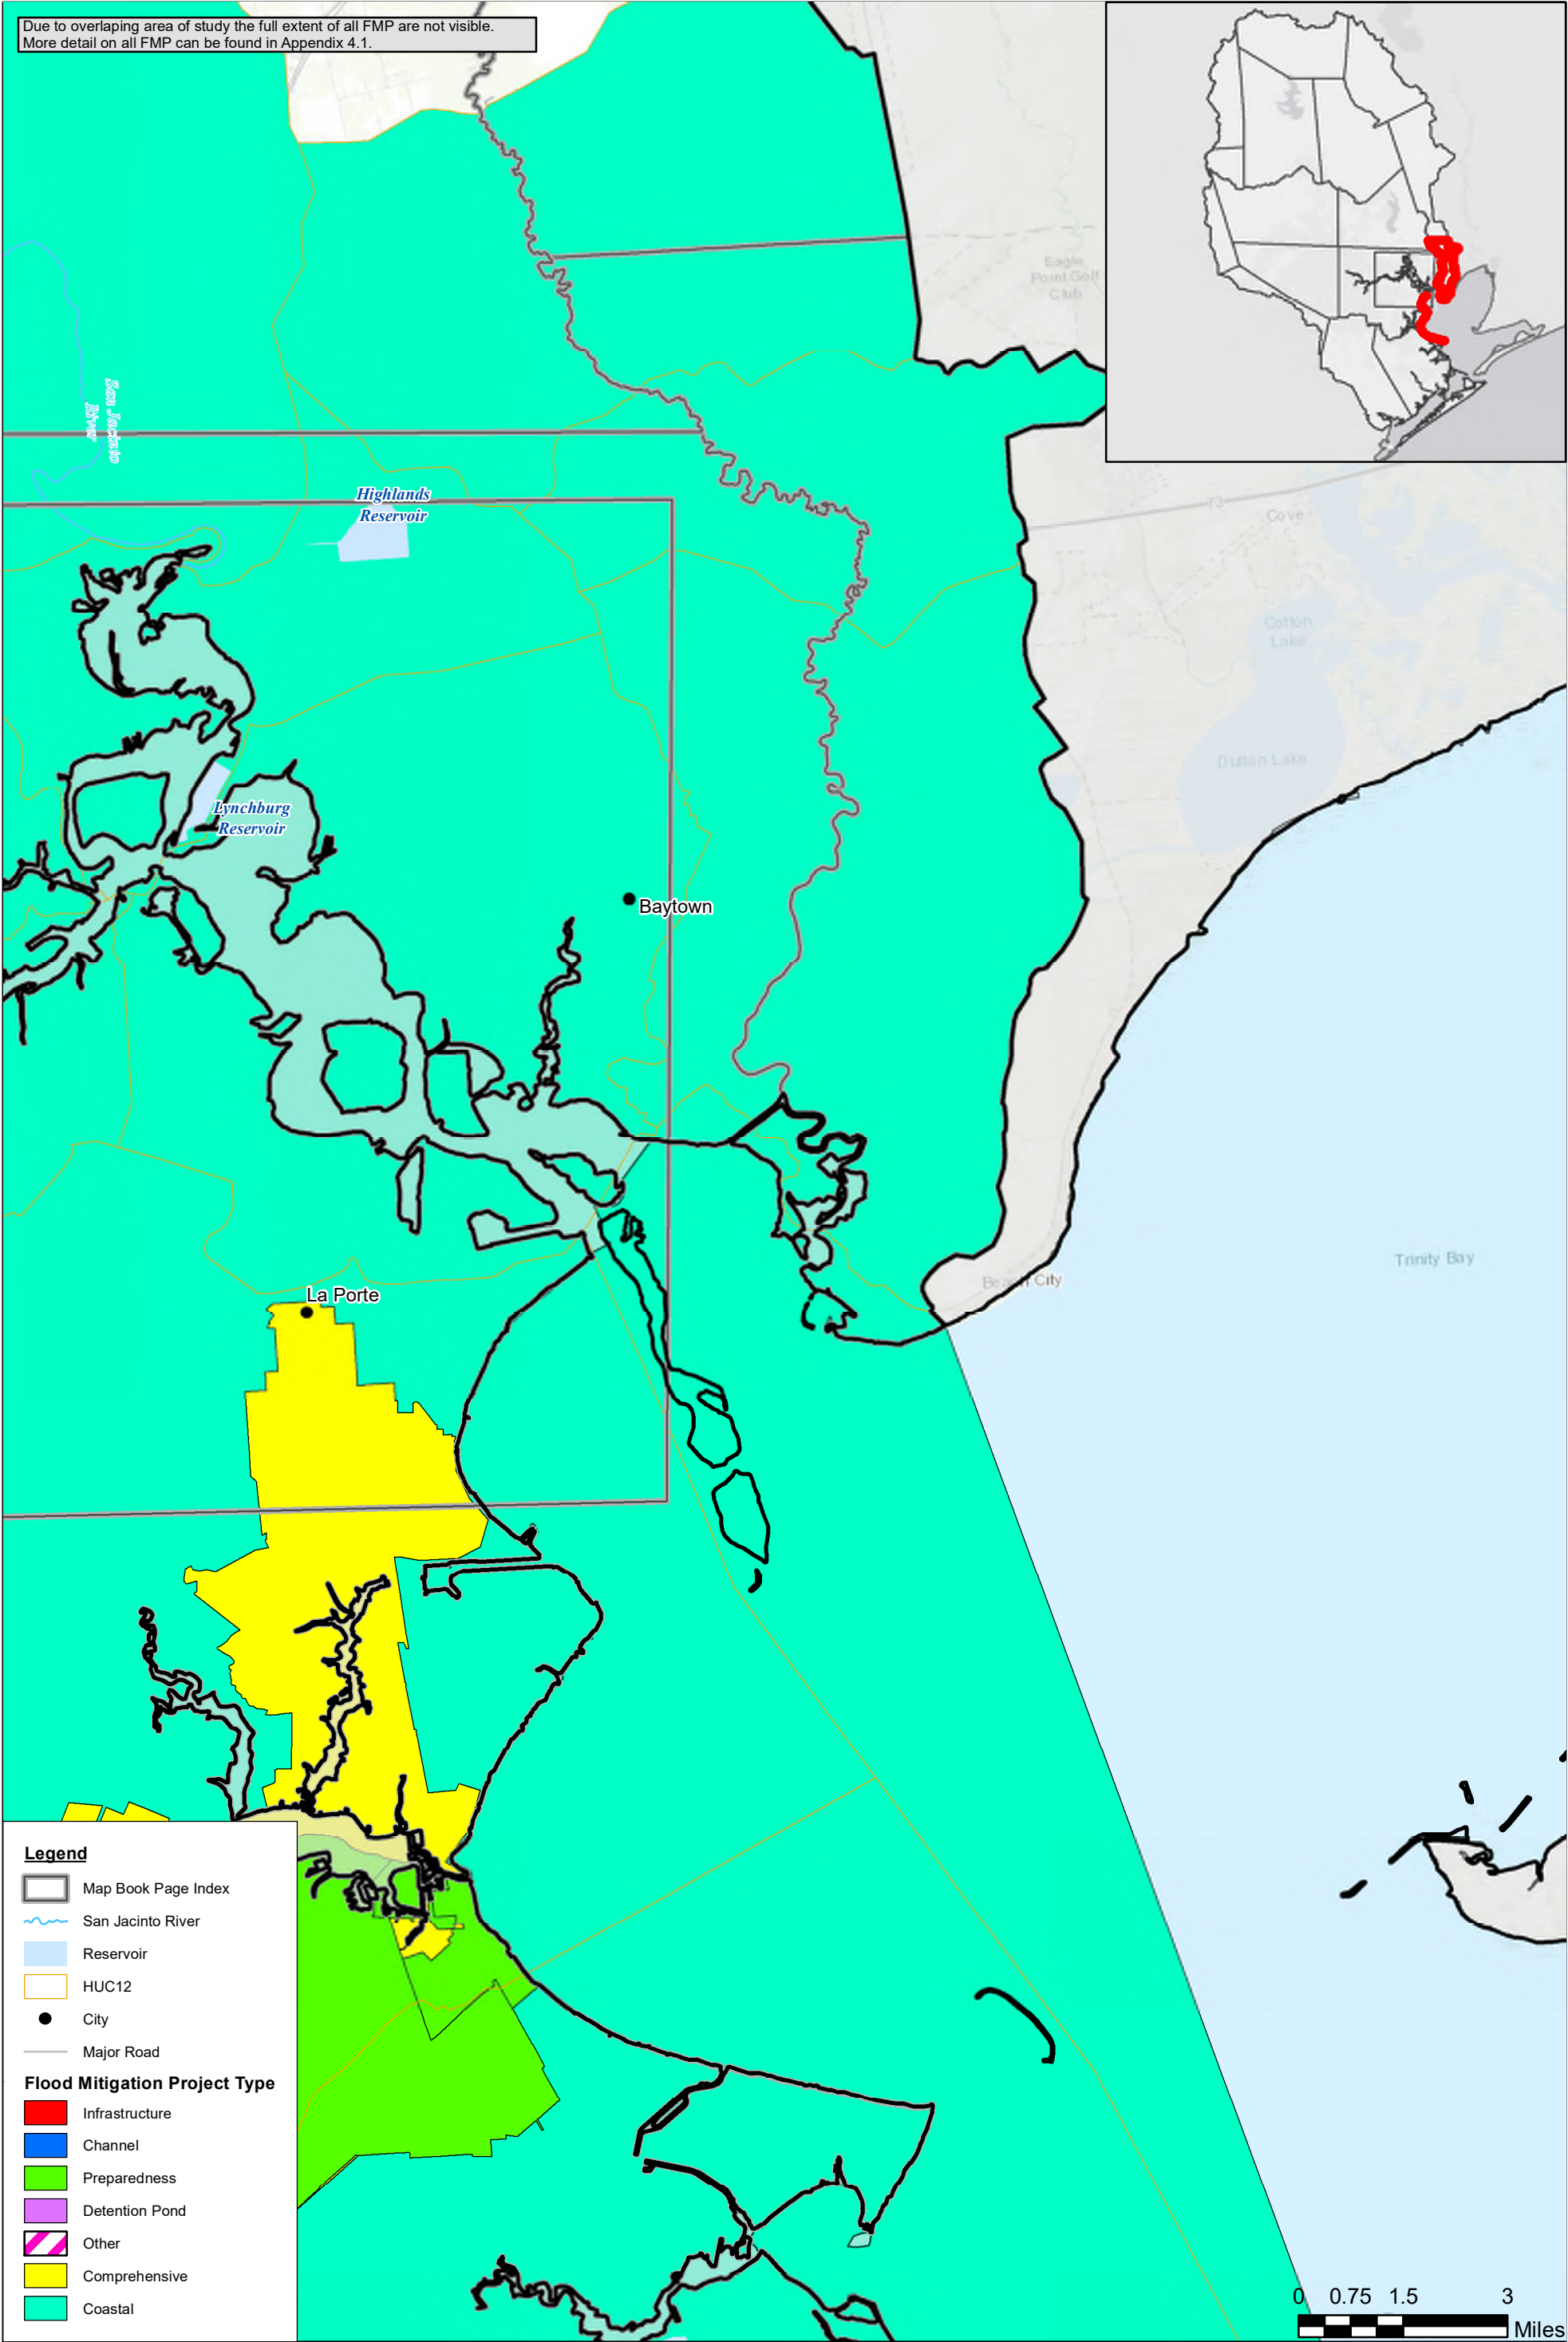 Due to overlaping area of study the full extent of all FMP are not visible.
More detail on all FMP can be found in Appendix 4.1.
Eagle
Point Golf
Club
San Jacinto
River
Highlands
Reservoir
73
Cove
Cotton
Lake
Dutton Lake
Lynchburg
Reservoir
Baytown
Trinity Bay
Beach City
La Porte
Legend
Map Book Page Index
San Jacinto River
Reservoir
HUC12
City
Major Road
Flood Mitigation Project Type
Infrastructure
Channel
Preparedness
Detention Pond
Other
Comprehensive
Coastal
0 0.75 1.5 3
Miles